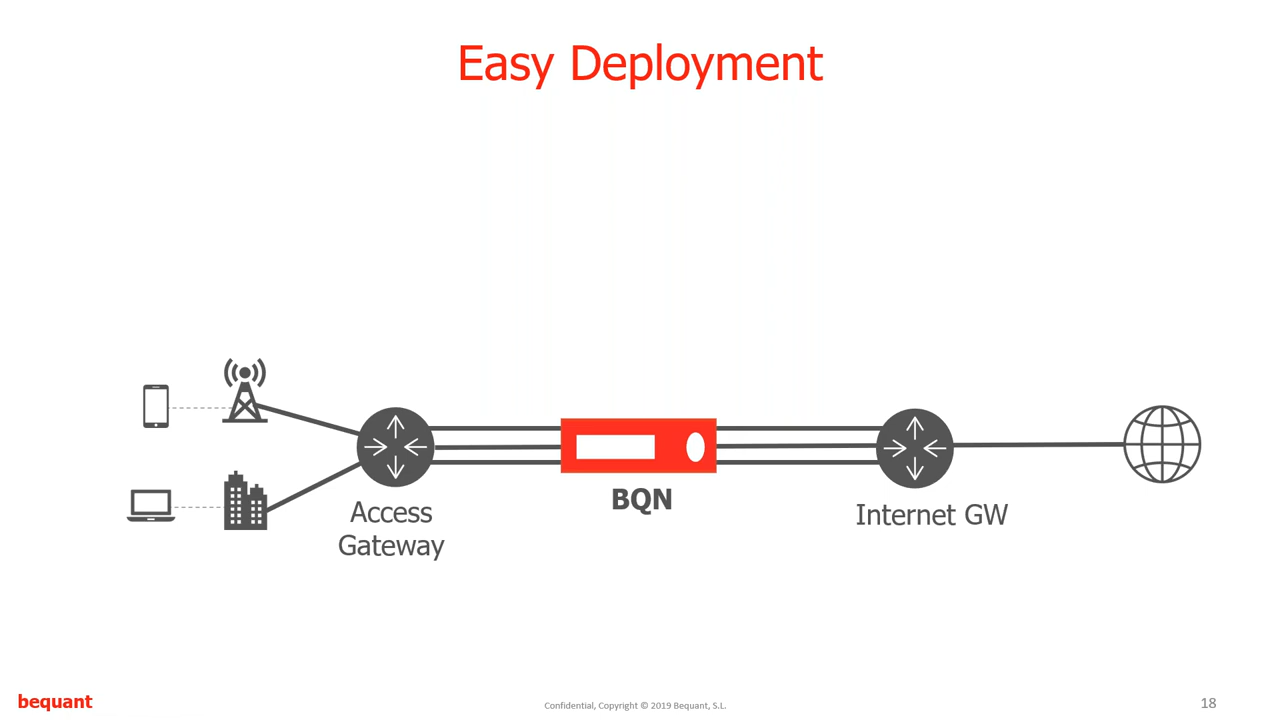 Easy Deployment
Access
Gateway
BQN
Internet GW
bequant
Confidential, Copyright © 2019 Bequant, S.L.
18